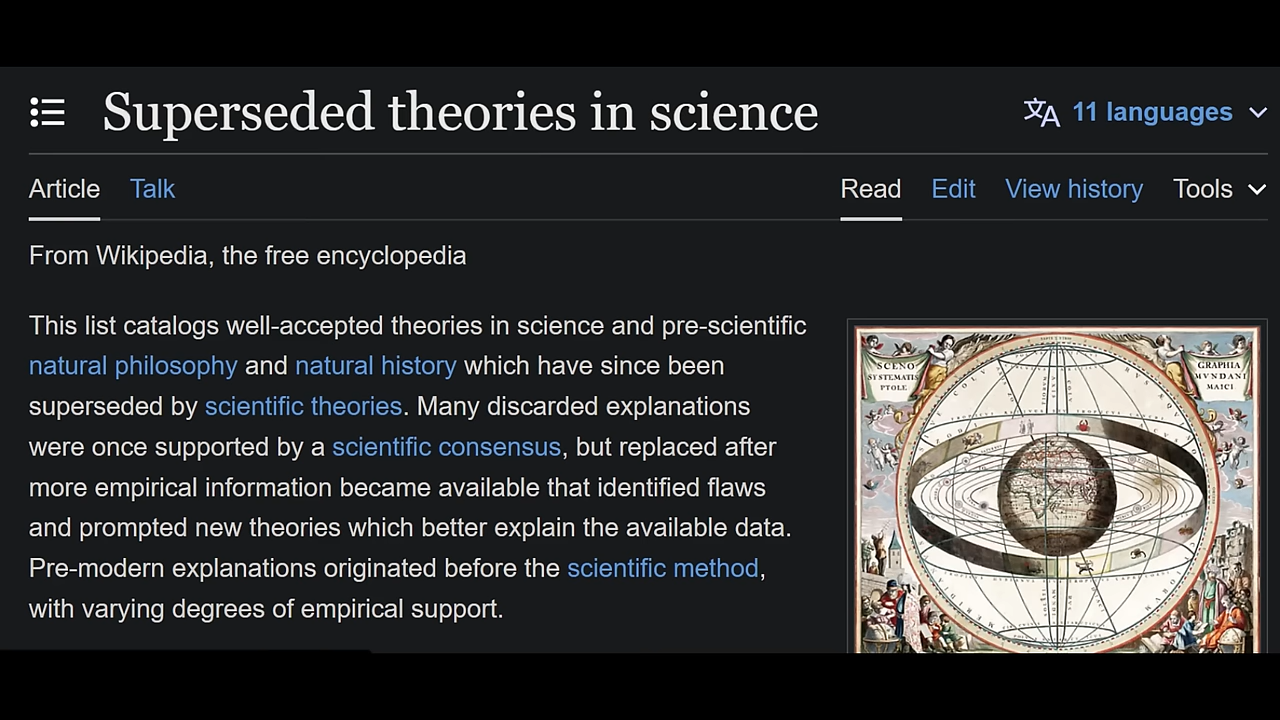 Superseded theories in science
11 languages
Article Talk
Read Edit View history Tools
From Wikipedia, the free encyclopedia
This list catalogs well-accepted theories in science and pre-scientific
natural philosophy and natural history which have since been
superseded by scientific theories. Many discarded explanations
were once supported by a scientific consensus, but replaced after
more empirical information became available that identified flaws
and prompted new theories which better explain the available data.
Pre-modern explanations originated before the scientific method,
with varying degrees of empirical support.
SCENO
SYSTEMATIS
PTOLE
GRAPHIA
MVNDANI
MAICI